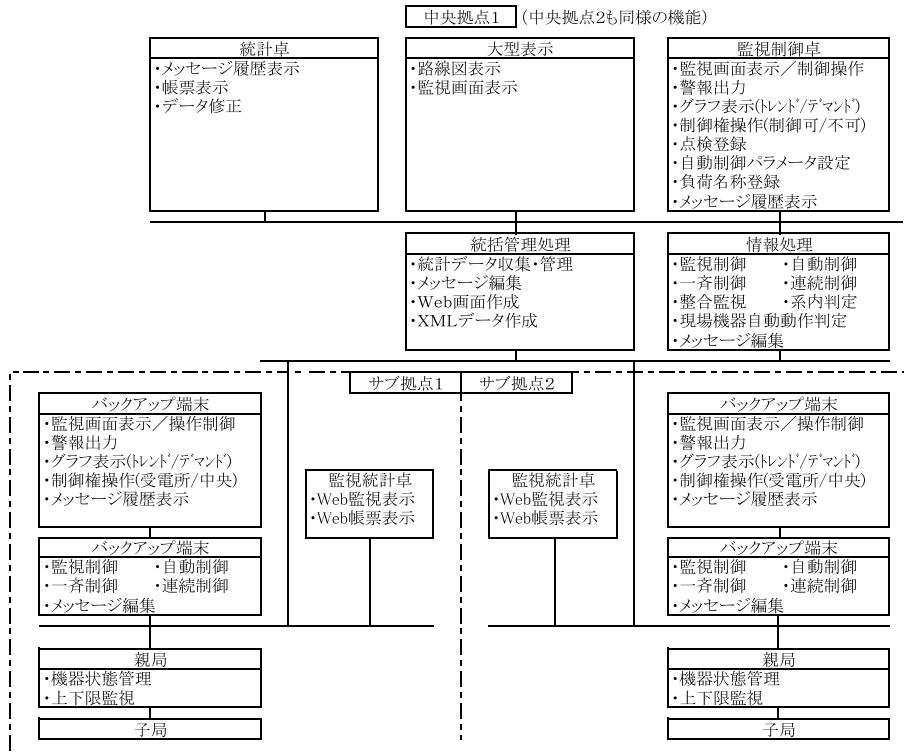 中央拠点1 (中央拠点2も同様の機能)
統計卓
・メッセージ履歴表示
・帳票表示
・データ修正
大型表示
・路線図表示
・監視画面表示
監視制御卓
・監視画面表示／制御操作
・警報出力
・グラフ表示(ﾄﾚﾝﾄﾞ/ﾃﾞﾏﾝﾄﾞ)
・制御権操作(制御可/不可)
・点検登録
・自動制御パラメータ設定
・負荷名称登録
・メッセージ履歴表示
統括管理処理
・統計データ収集・管理
・メッセージ編集
・Web画面作成
・XMLデータ作成
情報処理
・監視制御 ・自動制御
・一斉制御 ・連続制御
・整合監視 ・系内判定
・現場機器自動動作判定
・メッセージ編集
サブ拠点1 サブ拠点2
バックアップ端末
・監視画面表示／操作制御
・警報出力
・グラフ表示(ﾄﾚﾝﾄﾞ/ﾃﾞﾏﾝﾄﾞ)
・制御権操作(受電所/中央)
・メッセージ履歴表示
監視統計卓
・Web監視表示
・Web帳票表示
バックアップ端末
・監視制御 ・自動制御
・一斉制御 ・連続制御
・メッセージ編集
親局
・機器状態管理
・上下限監視
子局
監視統計卓
・Web監視表示
・Web帳票表示
バックアップ端末
・監視画面表示／操作制御
・警報出力
・グラフ表示(ﾄﾚﾝﾄﾞ/ﾃﾞﾏﾝﾄﾞ)
・制御権操作(受電所/中央)
・メッセージ履歴表示
バックアップ端末
・監視制御 ・自動制御
・一斉制御 ・連続制御
・メッセージ編集
親局
・機器状態管理
・上下限監視
子局